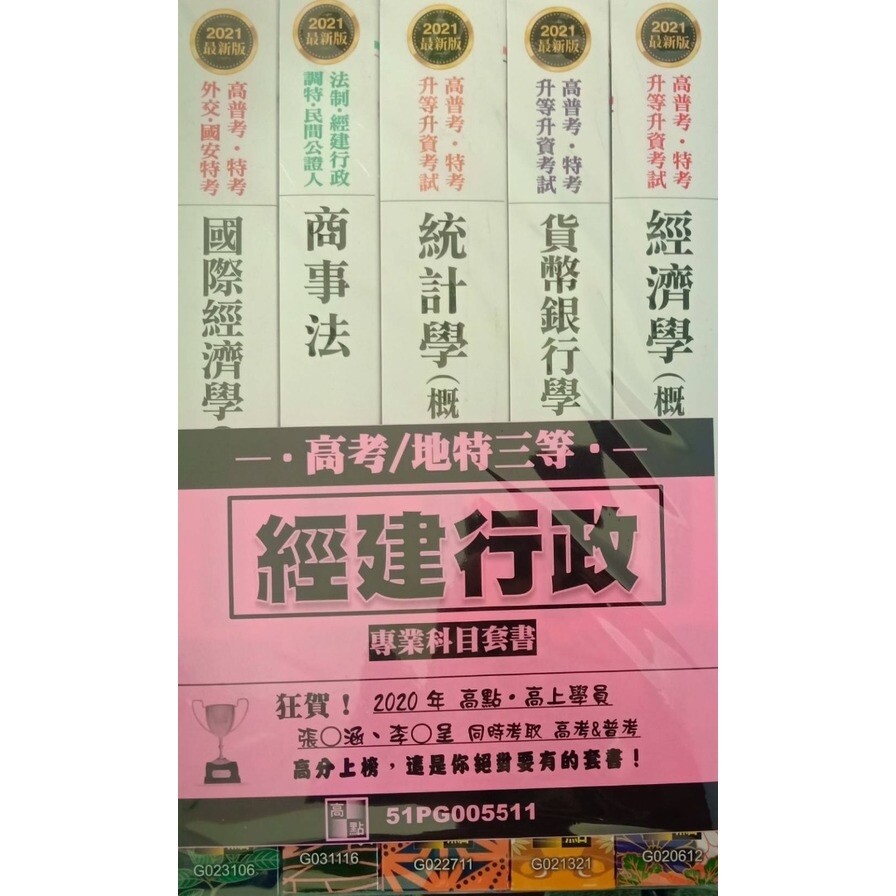 2021
最新版
高普考・特考
外交・國安特考
國際經濟學(
2021
最新版
法制・經建行政
調特・民間公證人
商事法
2021
最新版
高普考・特考
升等升資考試
統計學(概
2021
最新版
高普考・特考
升等升資考試
貨幣銀行學
2021
最新版
高普考・特考
升等升資考試
經濟學(概
—・高考/地特三等・—
經建行政
專業科目套書
狂賀！ 2020 年 高點・高上學員
張○涵、李○呈 同時考取 高考&普考
高分上榜，這是你絕對要有的套書！
高點 51PG005511
G023106
G031116
G022711
G021321
G020612